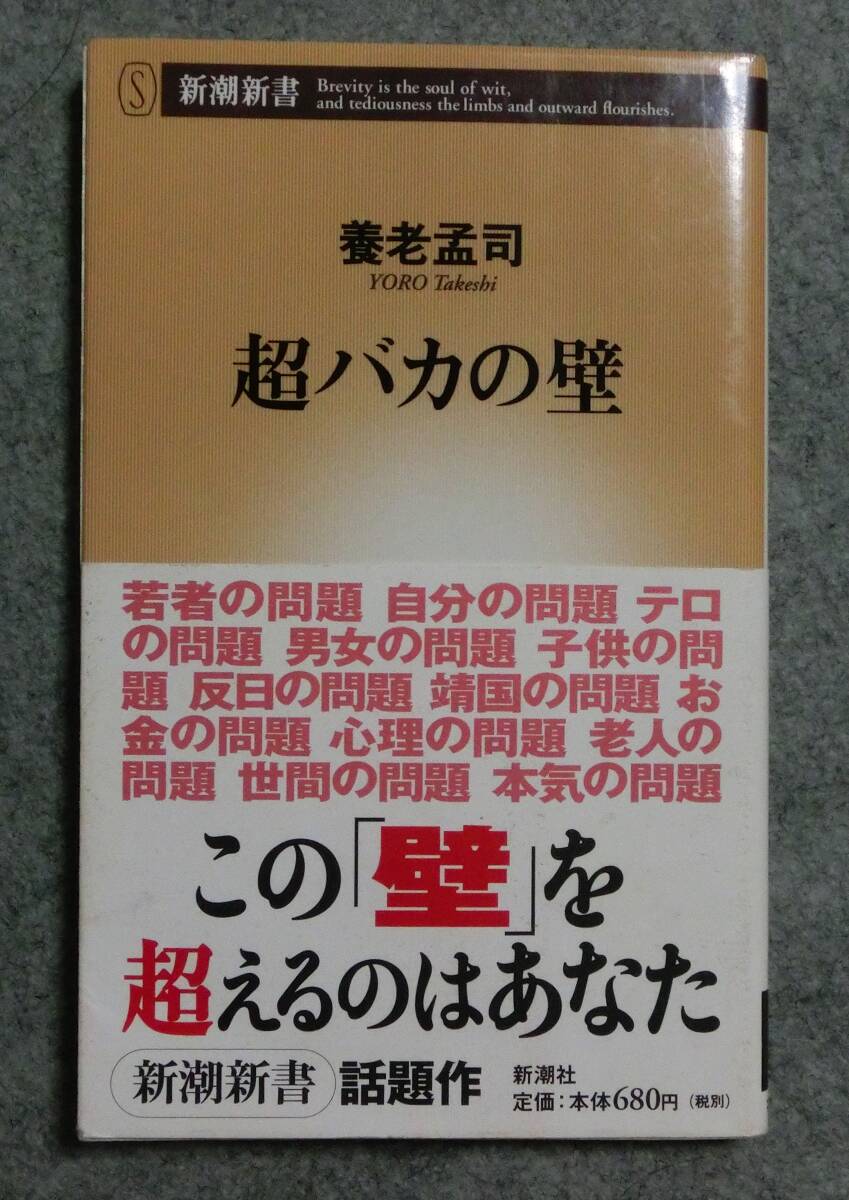 S 新潮新書 Brevity is the soul of wit,
and tediousness the limbs and outward flourishes.
養老孟司
YORO Takeshi
超バカの壁
若者の問題 自分の問題 テロ
の問題 男女の問題 子供の問
題 反日の問題 靖国の問題 お
金の問題 心理の問題 老人の
問題 世間の問題 本気の問題
この「壁」を
超えるのはあなた
新潮新書 話題作 新潮社
定価:本体680円(税別)